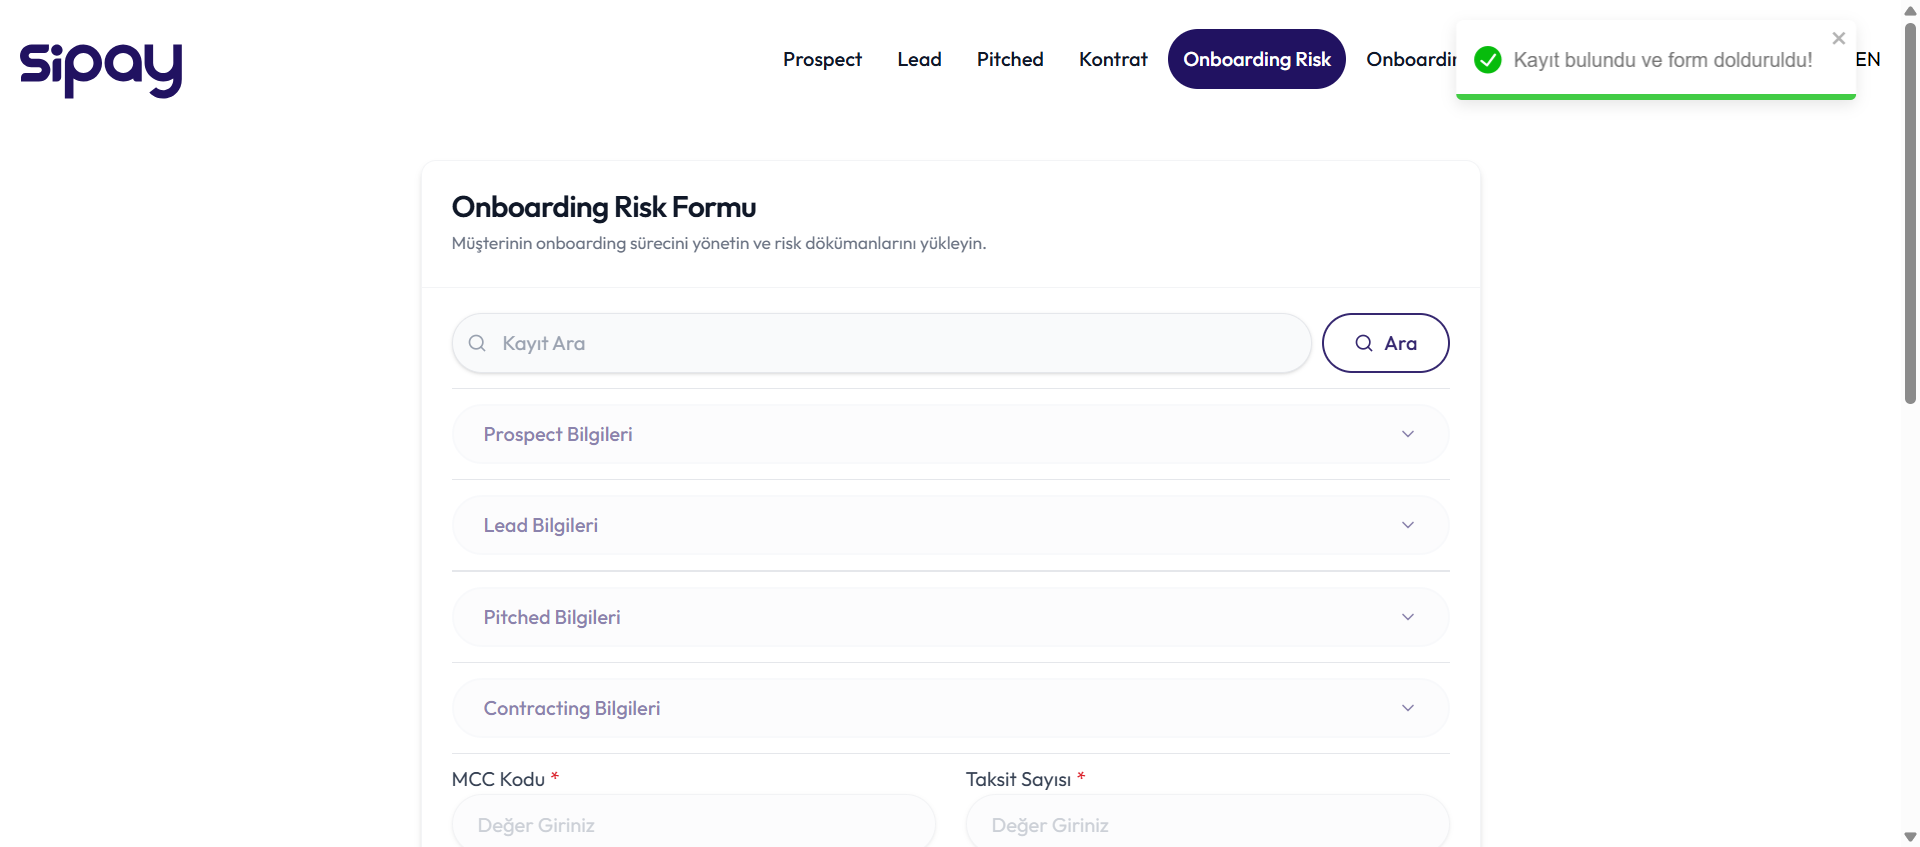 sipay
Prospect
Lead
Pitched
Kontrat
Onboarding Risk
Kayıt bulundu ve form dolduruldu!
EN
Onboarding Risk Formu
Müşterinin onboarding sürecini yönetin ve risk dökümanlarını yükleyin.
Kayıt Ara
Ara
Prospect Bilgileri
Lead Bilgileri
Pitched Bilgileri
Contracting Bilgileri
MCC Kodu *
Taksit Sayısı *
Değer Giriniz
Değer Giriniz